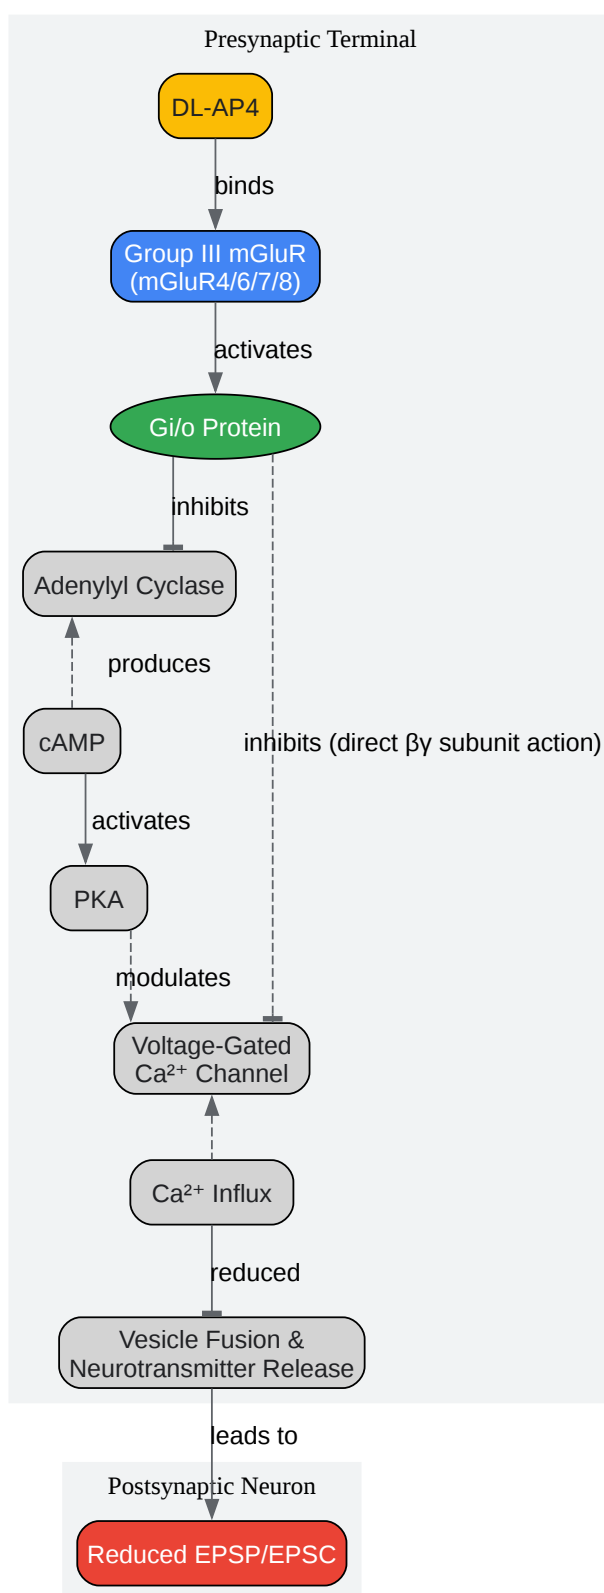 Presynaptic Terminal
DL-AP4
binds
Group III mGluR
(mGluR4/6/7/8)
activates
Gi/o Protein
inhibits
Adenylyl Cyclase
produces
cAMP
inhibits (direct βγ subunit action)
activates
PKA
modulates
Voltage-Gated
Ca²⁺ Channel
Ca²⁺ Influx
reduced
Vesicle Fusion &
Neurotransmitter Release
leads to
Postsynaptic Neuron
Reduced EPSP/EPSC